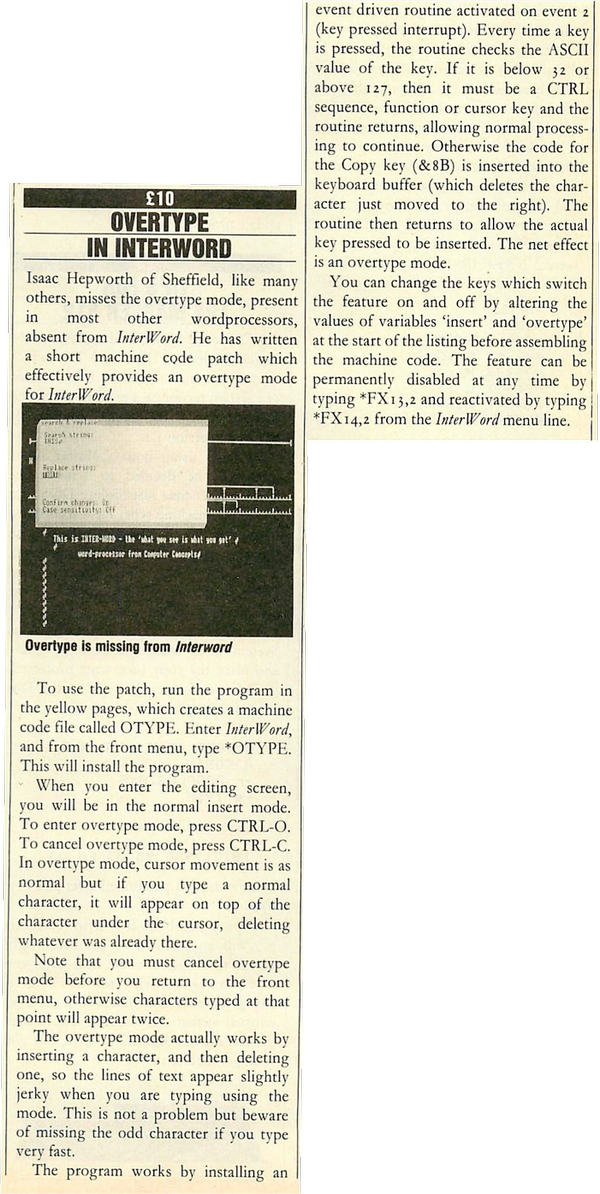 £10
OVERTYPE
IN INTERWORD
Isaac Hepworth of Sheffield, like many
others, misses the overtype mode, present
in most other wordprocessors,
absent from InterWord. He has written
a short machine code patch which
effectively provides an overtype mode
for InterWord.
search & replace
Search string:
Replace string:
Confirm change: On
Case sensitivity: Off
This is INTER-WORD - the 'what you see is what you get'
word-processor from Computer Concepts
Overtype is missing from Interword
To use the patch, run the program in
the yellow pages, which creates a machine
code file called OTYPE. Enter InterWord,
and from the front menu, type *OTYPE.
This will install the program.
When you enter the editing screen,
you will be in the normal insert mode.
To enter overtype mode, press CTRL-O.
To cancel overtype mode, press CTRL-C.
In overtype mode, cursor movement is as
normal but if you type a normal
character, it will appear on top of the
character under the cursor, deleting
whatever was already there.
Note that you must cancel overtype
mode before you return to the front
menu, otherwise characters typed at that
point will appear twice.
The overtype mode actually works by
inserting a character, and then deleting
one, so the lines of text appear slightly
jerky when you are typing using the
mode. This is not a problem but beware
of missing the odd character if you type
very fast.
The program works by installing an
event driven routine activated on event 2
(key pressed interrupt). Every time a key
is pressed, the routine checks the ASCII
value of the key. If it is below 32 or
above 127, then it must be a CTRL
sequence, function or cursor key and the
routine returns, allowing normal process-
ing to continue. Otherwise the code for
the Copy key (&8B) is inserted into the
keyboard buffer (which deletes the char-
acter just moved to the right). The
routine then returns to allow the actual
key pressed to be inserted. The net effect
is an overtype mode.
You can change the keys which switch
the feature on and off by altering the
values of variables 'insert' and 'overtype'
at the start of the listing before assembling
the machine code. The feature can be
permanently disabled at any time by
typing *FX13,2 and reactivated by typing
*FX14,2 from the InterWord menu line.